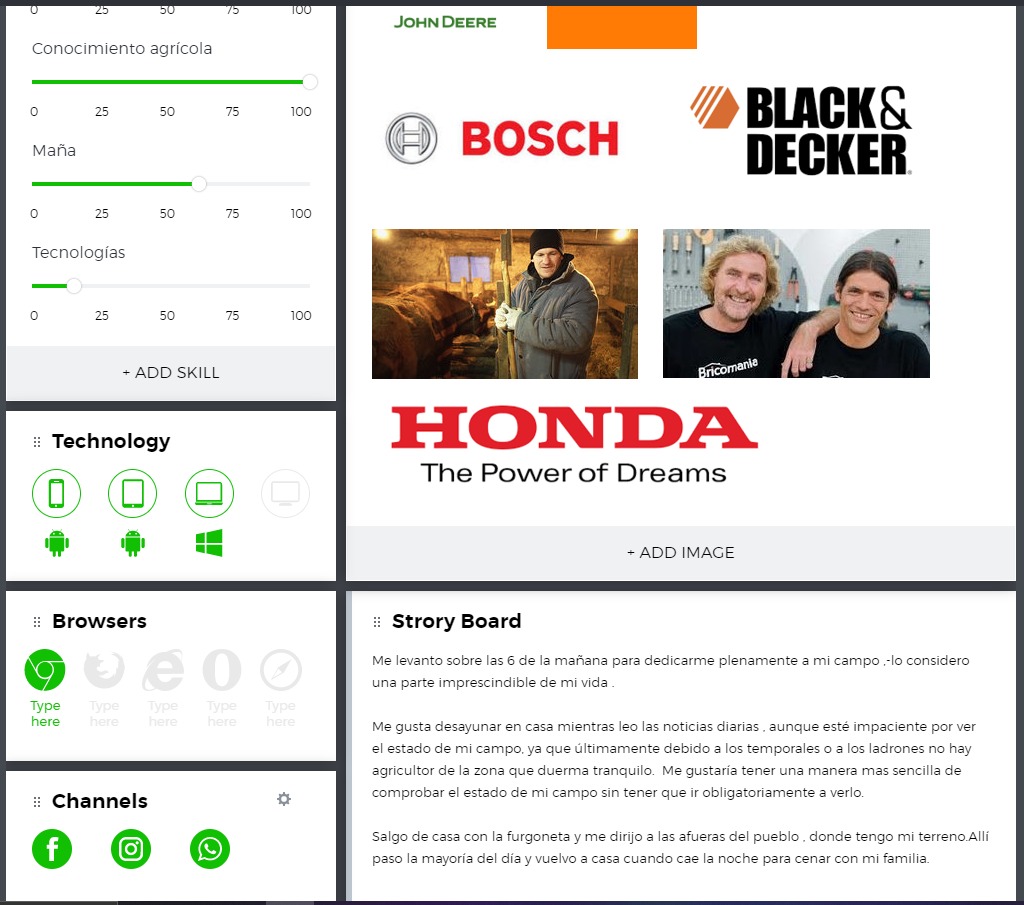 0 25 50 75 100
Conocimiento agrícola
0 25 50 75 100
Maña
0 25 50 75 100
Tecnologías
0 25 50 75 100
+ ADD SKILL
Technology
Browsers
Type here
Type here
Type here
Type here
Type here
Channels
JOHN DEERE
BOSCH
BLACK&
DECKER
Bricomania
HONDA
The Power of Dreams
+ ADD IMAGE
Strory Board
Me levanto sobre las 6 de la mañana para dedicarme plenamente a mi campo ,-lo considero
una parte imprescindible de mi vida .
Me gusta desayunar en casa mientras leo las noticias diarias , aunque esté impaciente por ver
el estado de mi campo, ya que últimamente debido a los temporales o a los ladrones no hay
agricultor de la zona que duerma tranquilo.  Me gustaría tener una manera mas sencilla de
comprobar el estado de mi campo sin tener que ir obligatoriamente a verlo.
Salgo de casa con la furgoneta y me dirijo a las afueras del pueblo , donde tengo mi terreno.Allí
paso la mayoría del día y vuelvo a casa cuando cae la noche para cenar con mi familia.